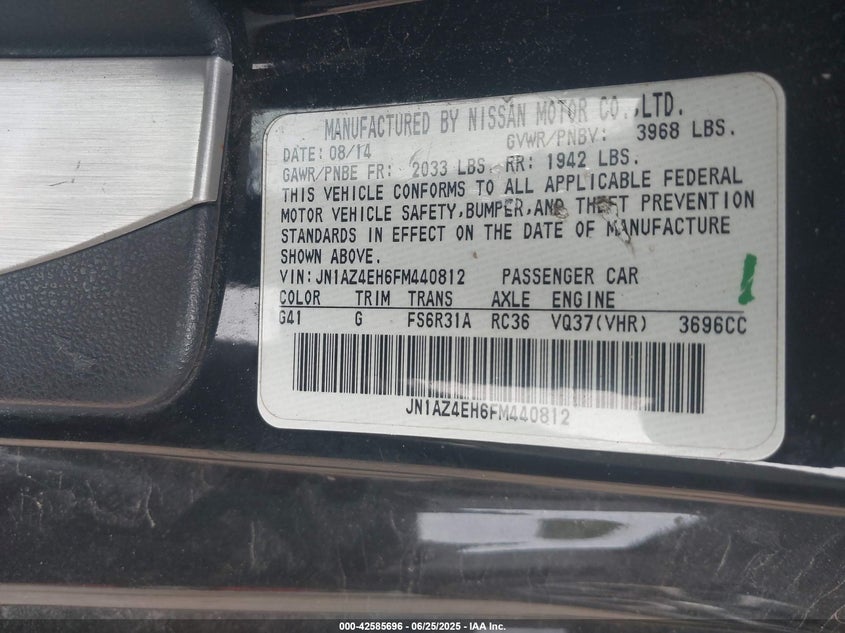 MANUFACTURED BY NISSAN MOTOR CO.,LTD.
DATE: 08/14 GVWR/PNBV: 3968 LBS.
GAWR/PNBE FR: 2033 LBS. RR: 1942 LBS.
THIS VEHICLE CONFORMS TO ALL APPLICABLE FEDERAL
MOTOR VEHICLE SAFETY,BUMPER,AND THEFT PREVENTION
STANDARDS IN EFFECT ON THE DATE OF MANUFACTURE
SHOWN ABOVE.
VIN:JN1AZ4EH6FM440812 PASSENGER CAR
COLOR TRIM TRANS AXLE ENGINE
G41 G FS6R31A RC36 VQ37(VHR) 3696CC
JN1AZ4EH6FM440812
000-42585696 - 06/25/2025 - IAA Inc.